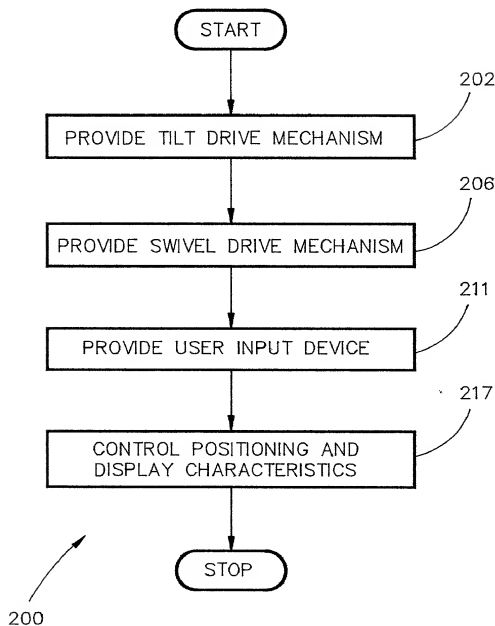 START
202
PROVIDE TILT DRIVE MECHANISM
206
PROVIDE SWIVEL DRIVE MECHANISM
211
PROVIDE USER INPUT DEVICE
217
CONTROL POSITIONING AND
DISPLAY CHARACTERISTICS
STOP
200